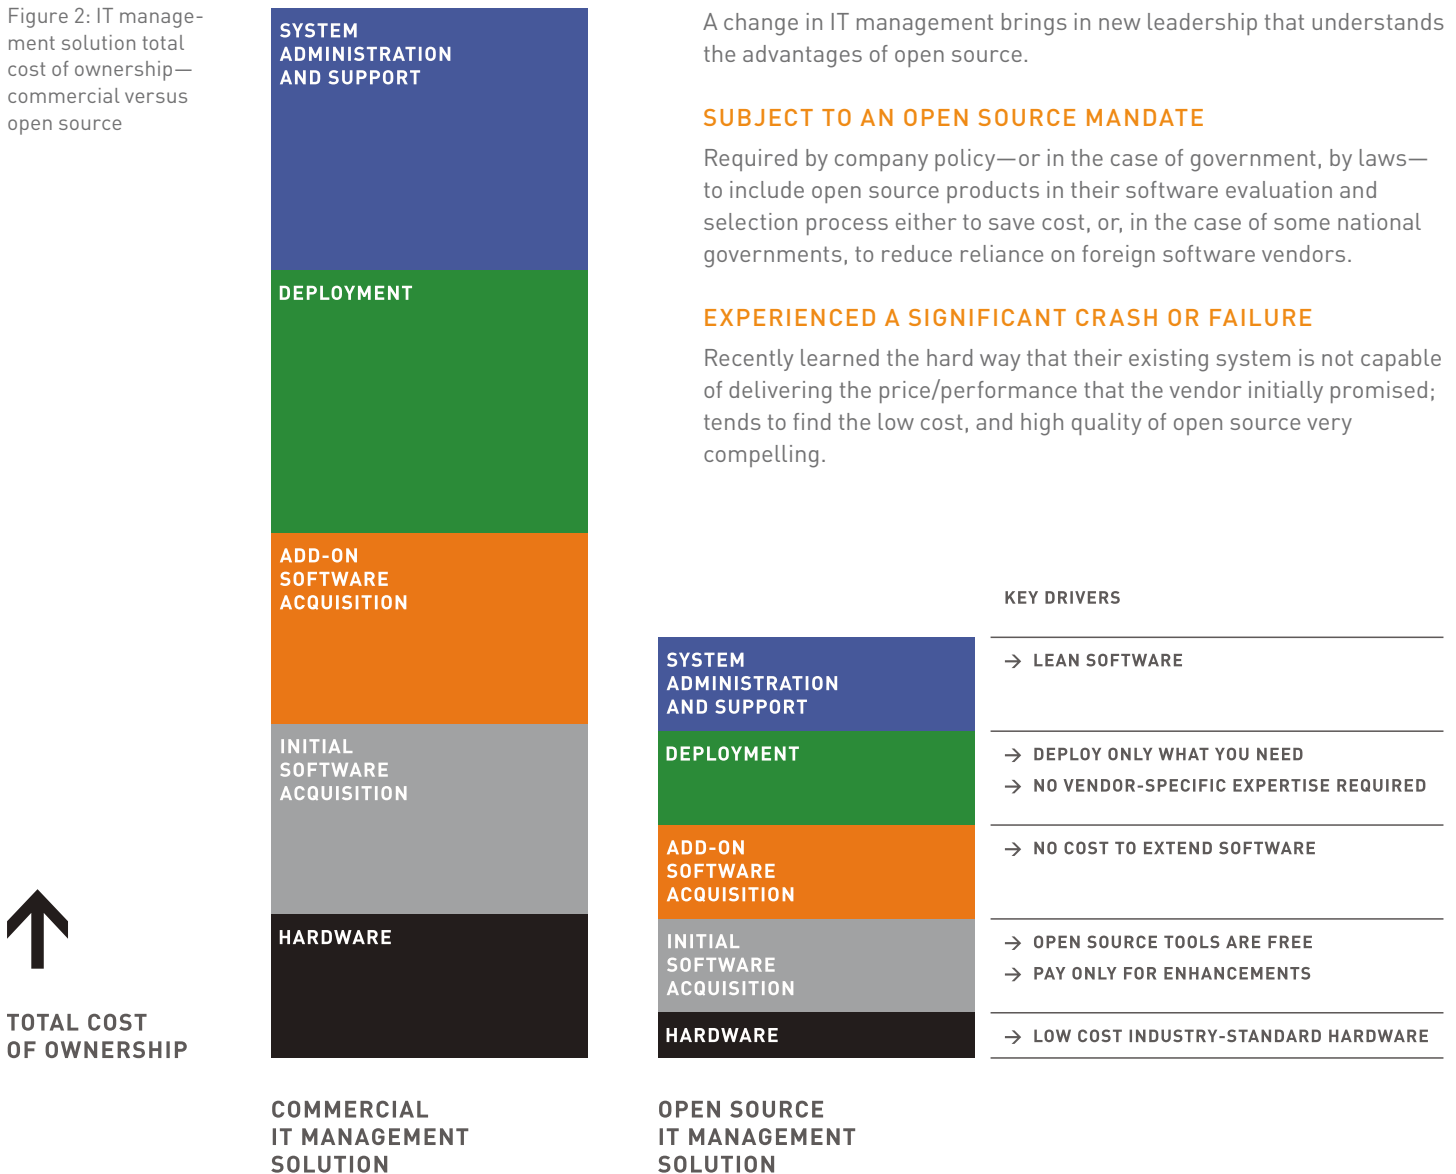 Figure 2: IT manage-
ment solution total
cost of ownership—
commercial versus
open source
SYSTEM
ADMINISTRATION
AND SUPPORT
DEPLOYMENT
ADD-ON
SOFTWARE
ACQUISITION
INITIAL
SOFTWARE
ACQUISITION
HARDWARE
TOTAL COST
OF OWNERSHIP
COMMERCIAL
IT MANAGEMENT
SOLUTION
A change in IT management brings in new leadership that understands
the advantages of open source.
SUBJECT TO AN OPEN SOURCE MANDATE
Required by company policy—or in the case of government, by laws—
to include open source products in their software evaluation and
selection process either to save cost, or, in the case of some national
governments, to reduce reliance on foreign software vendors.
EXPERIENCED A SIGNIFICANT CRASH OR FAILURE
Recently learned the hard way that their existing system is not capable
of delivering the price/performance that the vendor initially promised;
tends to find the low cost, and high quality of open source very
compelling.
KEY DRIVERS
SYSTEM
ADMINISTRATION
AND SUPPORT
→ LEAN SOFTWARE
DEPLOYMENT
→ DEPLOY ONLY WHAT YOU NEED
→ NO VENDOR-SPECIFIC EXPERTISE REQUIRED
ADD-ON
SOFTWARE
ACQUISITION
→ NO COST TO EXTEND SOFTWARE
INITIAL
SOFTWARE
ACQUISITION
→ OPEN SOURCE TOOLS ARE FREE
→ PAY ONLY FOR ENHANCEMENTS
HARDWARE
→ LOW COST INDUSTRY-STANDARD HARDWARE
OPEN SOURCE
IT MANAGEMENT
SOLUTION